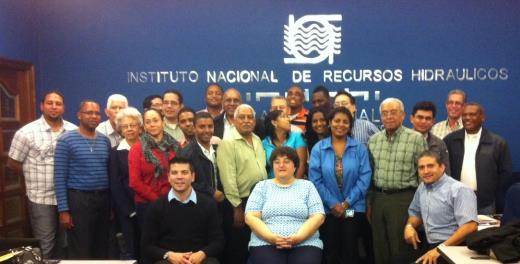 INSTITUTO NACIONAL DE RECURSOS HIDRAULICOS